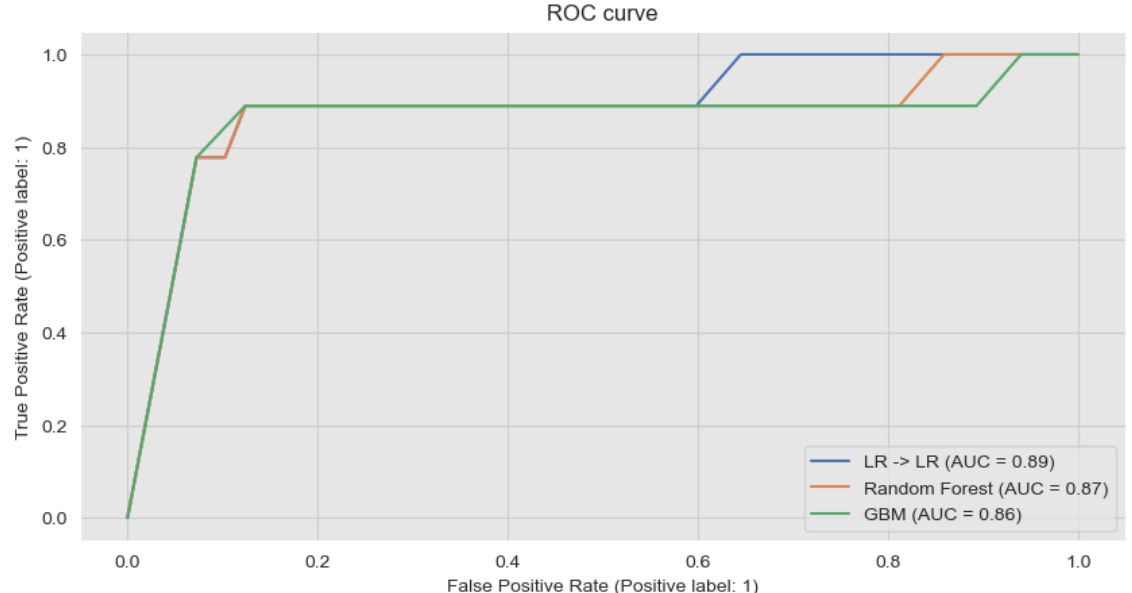 ROC curve
1.0
0.8
0.6
0.4
0.2
0.0
True Positive Rate (Positive label: 1)
LR -> LR (AUC = 0.89)
Random Forest (AUC = 0.87)
GBM (AUC = 0.86)
0.0 0.2 0.4 0.6 0.8 1.0
False Positive Rate (Positive label: 1)